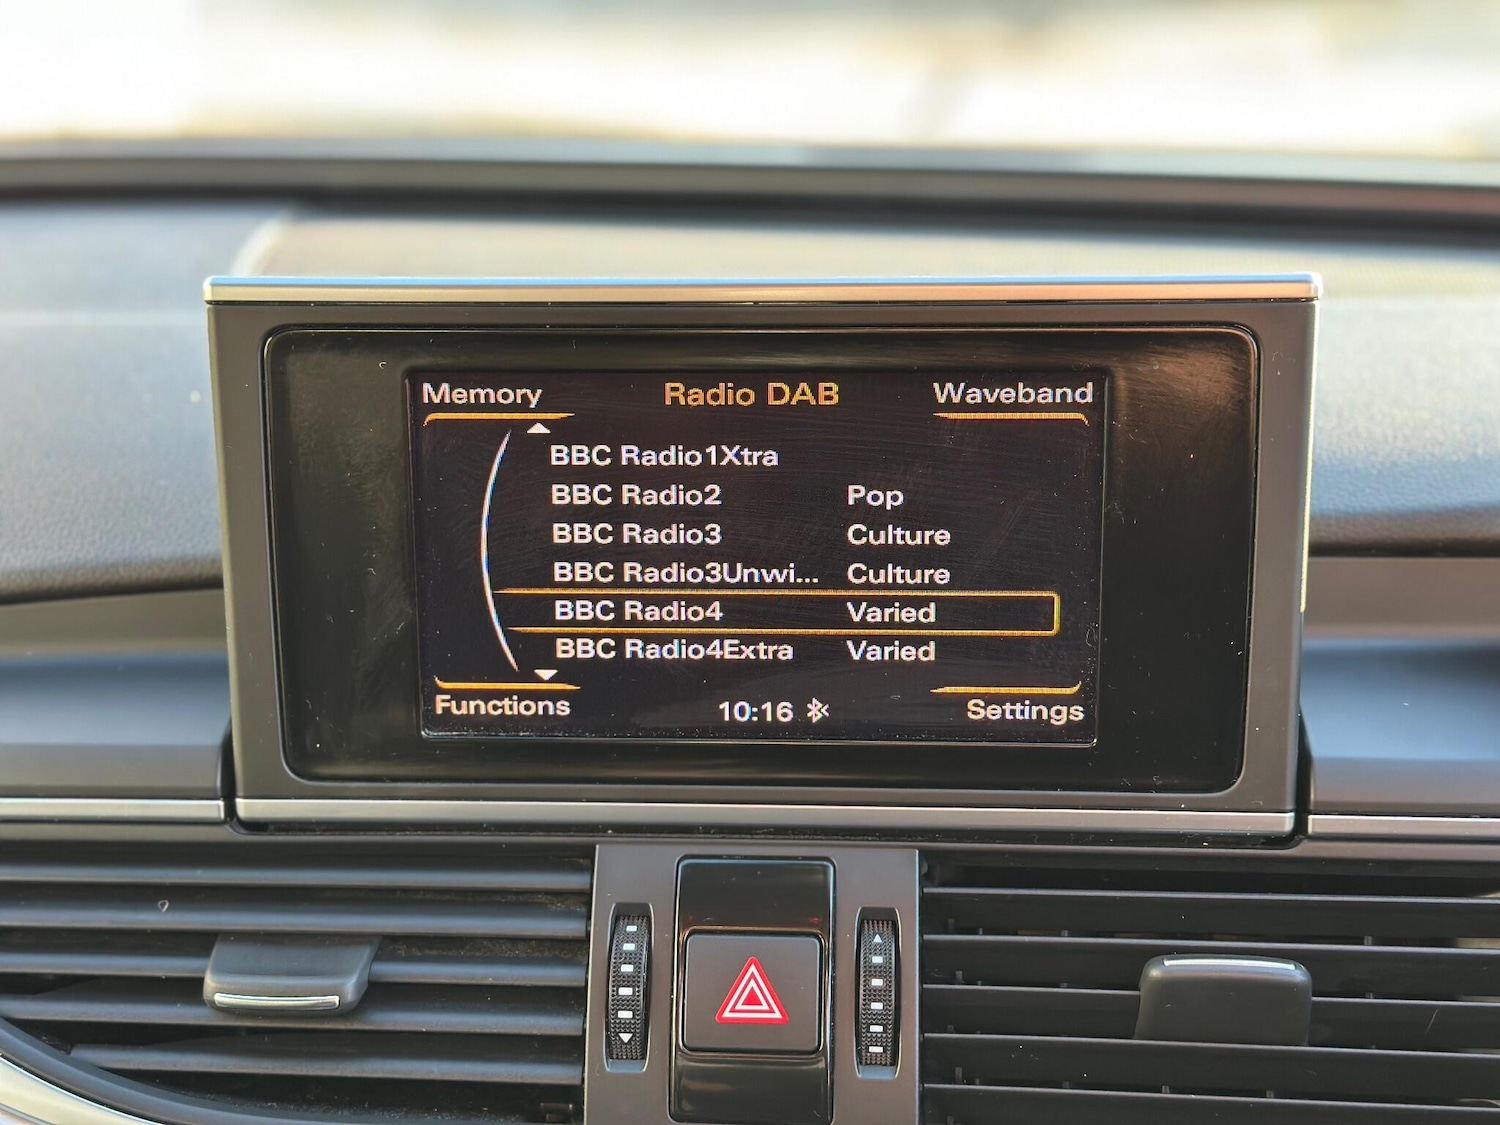 Memory Radio DAB Waveband
BBC Radio1Xtra
BBC Radio2 Pop
BBC Radio3 Culture
BBC Radio3Unwi... Culture
BBC Radio4 Varied
BBC Radio4Extra Varied
Functions 10:16 Settings